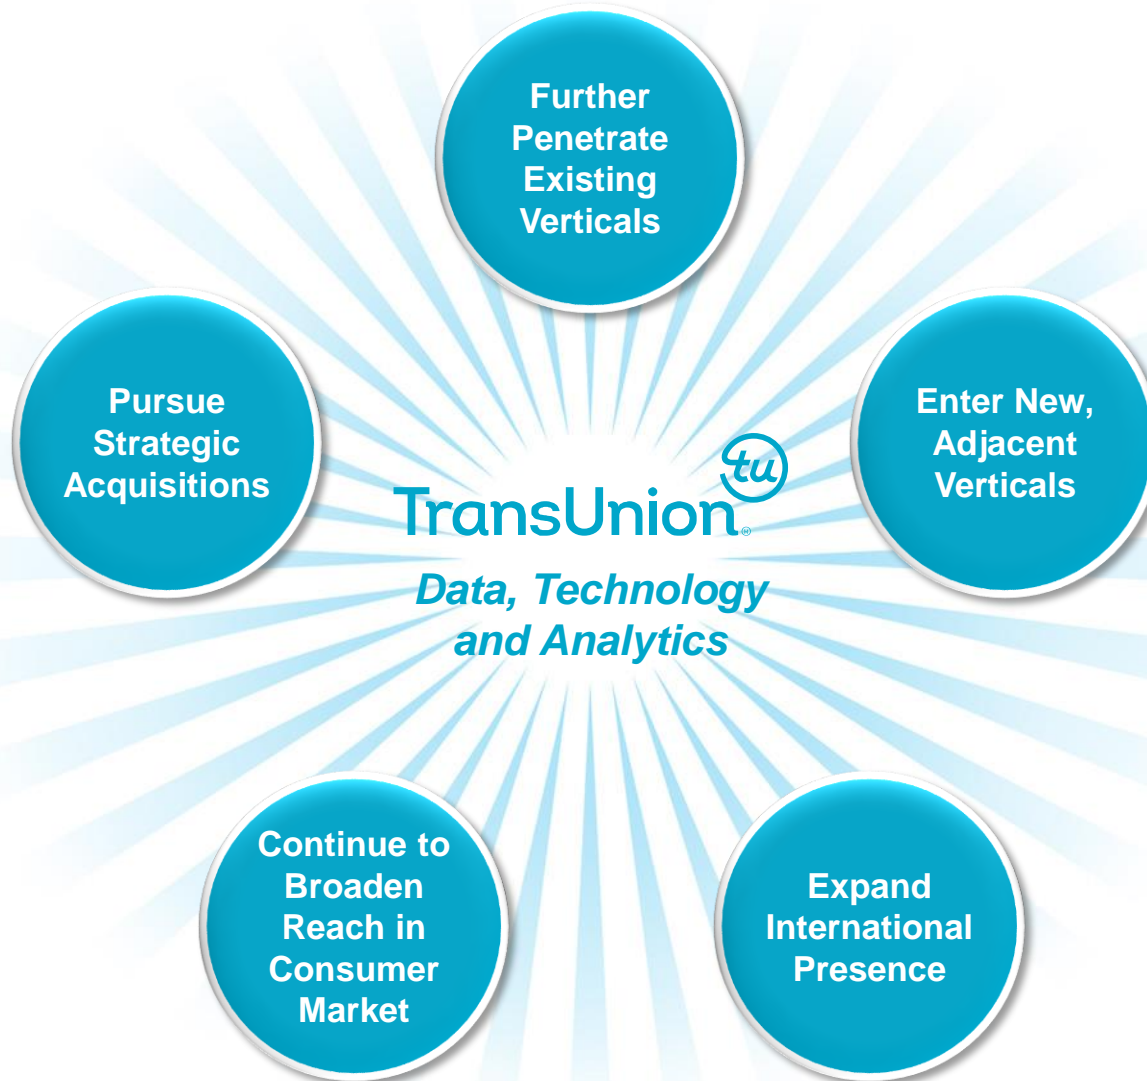 Further
Penetrate
Existing
Verticals
Pursue
Strategic
Acquisitions
Enter New,
Adjacent
Verticals
tu
TransUnion®
Data, Technology
and Analytics
Continue to
Broaden
Reach in
Consumer
Market
Expand
International
Presence